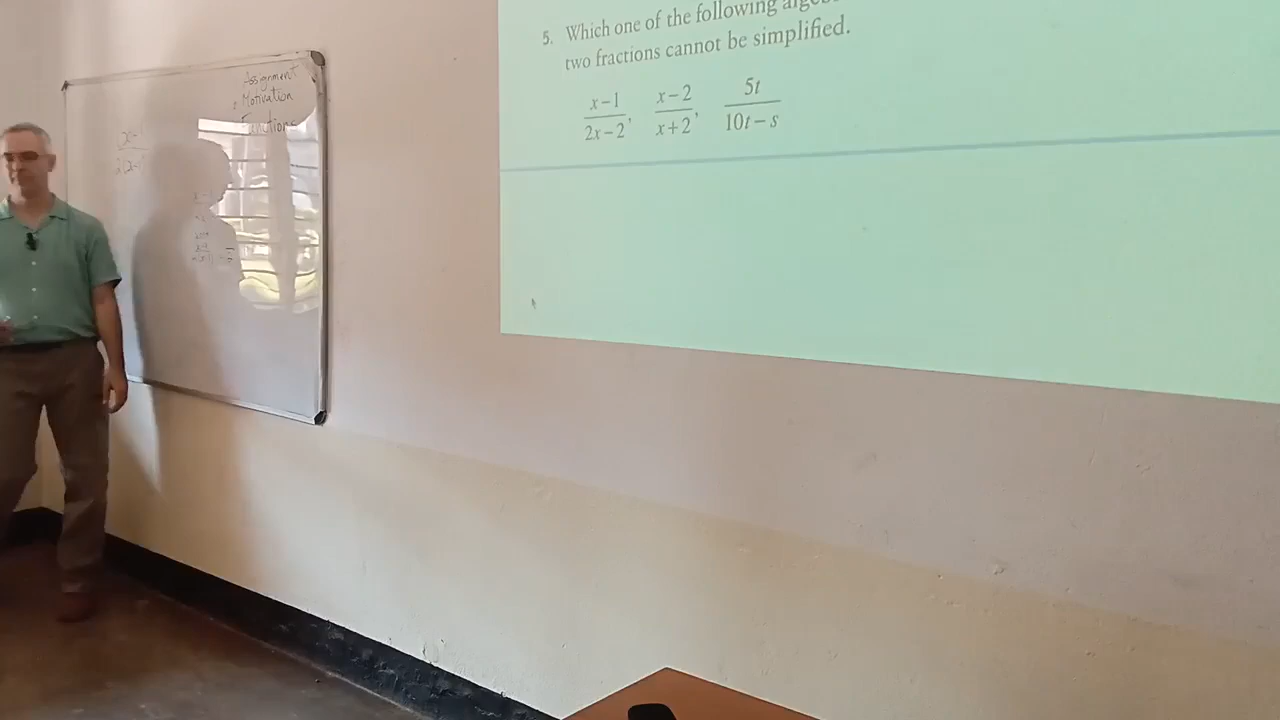 Assignment
Motivation
Functions
5. Which one of the following
two fractions cannot be simplified.
x−1/2x−2, x−2/x+2, 5t/10t−s